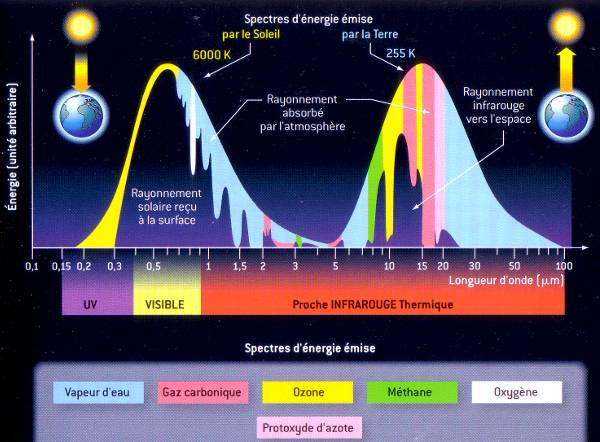 Spectres d'énergie émise
par le Soleil
par la Terre
6000 K
255 K
Rayonnement
absorbé
par l'atmosphère
Rayonnement
infrarouge
vers l'espace
Rayonnement
solaire reçu
à la surface
Énergie (unité arbitraire)
0,1 0,15 0,2 0,3 0,5 1 1,5 2 3 5 10 15 20 30 50 100
Longueur d'onde (µm)
UV VISIBLE Proche INFRAROUGE Thermique
Spectres d'énergie émise
Vapeur d'eau Gaz carbonique Ozone Méthane Oxygène
Protoxyde d'azote